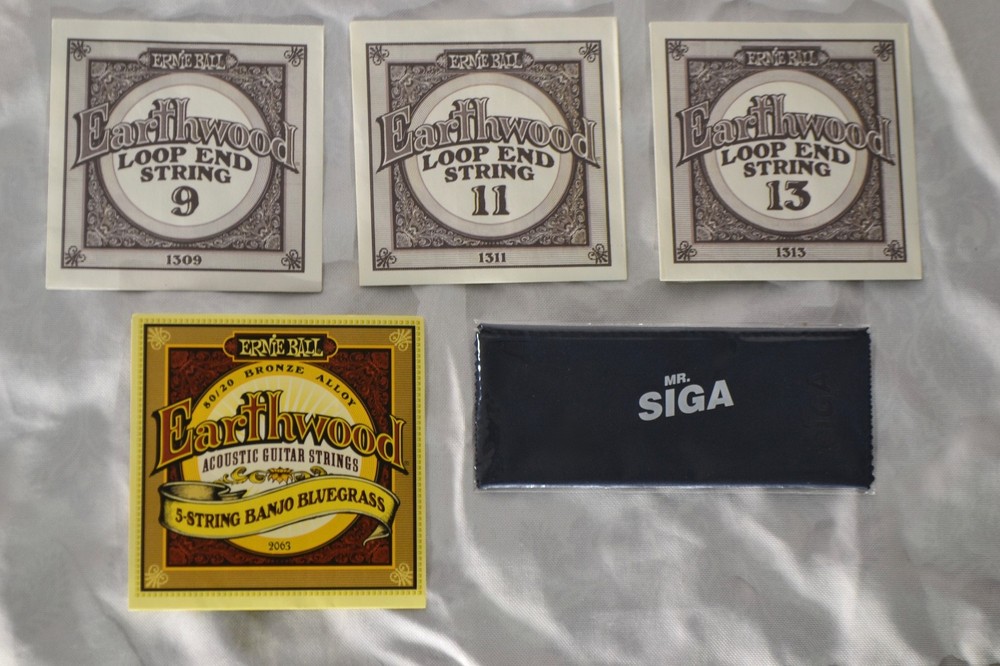 ERNIE BALL
Earthwood
LOOP END
STRING
9
1309
ERNIE BALL
Earthwood
LOOP END
STRING
11
1311
ERNIE BALL
Earthwood
LOOP END
STRING
13
1313
ERNIE BALL
80/20 BRONZE ALLOY
Earthwood
ACOUSTIC GUITAR STRINGS
5-STRING BANJO BLUEGRASS
2063
MR.
SIGA